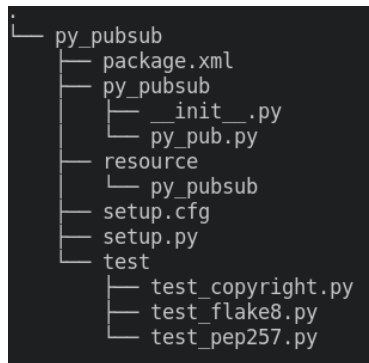 .
└── py_pubsub
    ├── package.xml
    ├── py_pubsub
    │   ├── __init__.py
    │   └── py_pub.py
    ├── resource
    │   └── py_pubsub
    ├── setup.cfg
    ├── setup.py
    └── test
        ├── test_copyright.py
        ├── test_flake8.py
        └── test_pep257.py